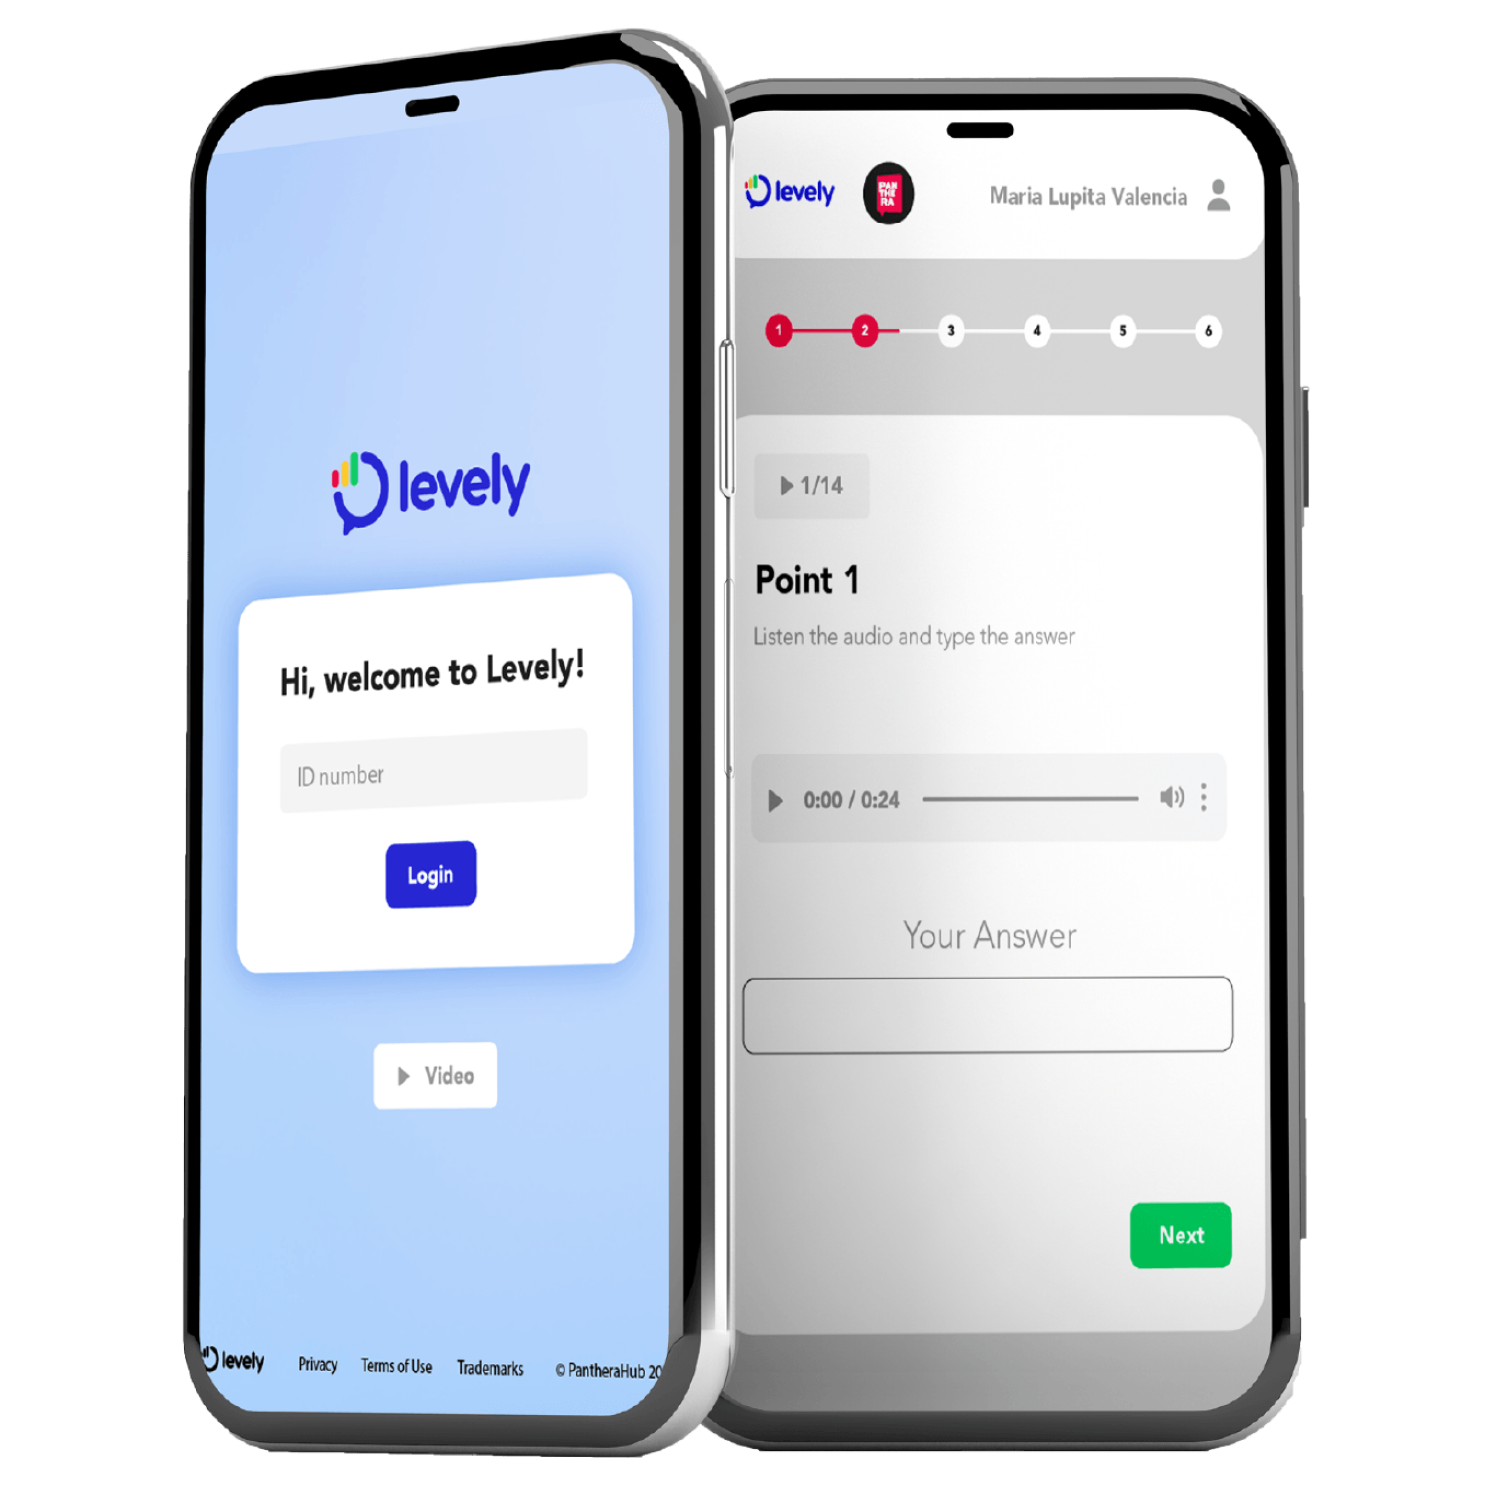 levely
Hi, welcome to Levely!
ID number
Login
Video
levely Privacy Terms of Use Trademarks © PantheraHub 20
levely PAN THE RA Maria Lupita Valencia
1 2 3 4 5 6
1/14
Point 1
Listen the audio and type the answer
0:00 / 0:24
Your Answer
Next